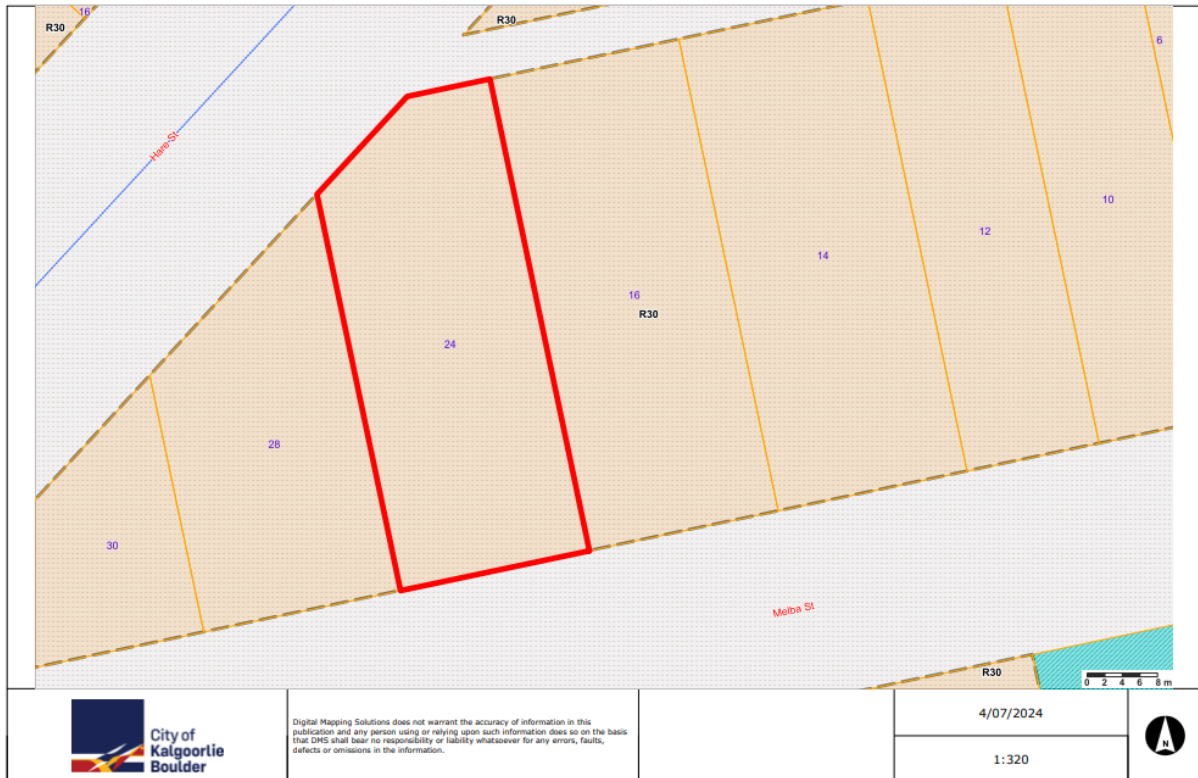 16
R30
R30
6
Hare St
10
12
14
16
R30
24
28
30
Melba St
R30
0 2 4 6 8 m
City of
Kalgoorlie
Boulder
Digital Mapping Solutions does not warrant the accuracy of information in this
publication and any person using or relying upon such information does so on the basis
that DMS shall bear no responsibility or liability whatsoever for any errors, faults,
defects or omissions in the information.
4/07/2024
1:320
N